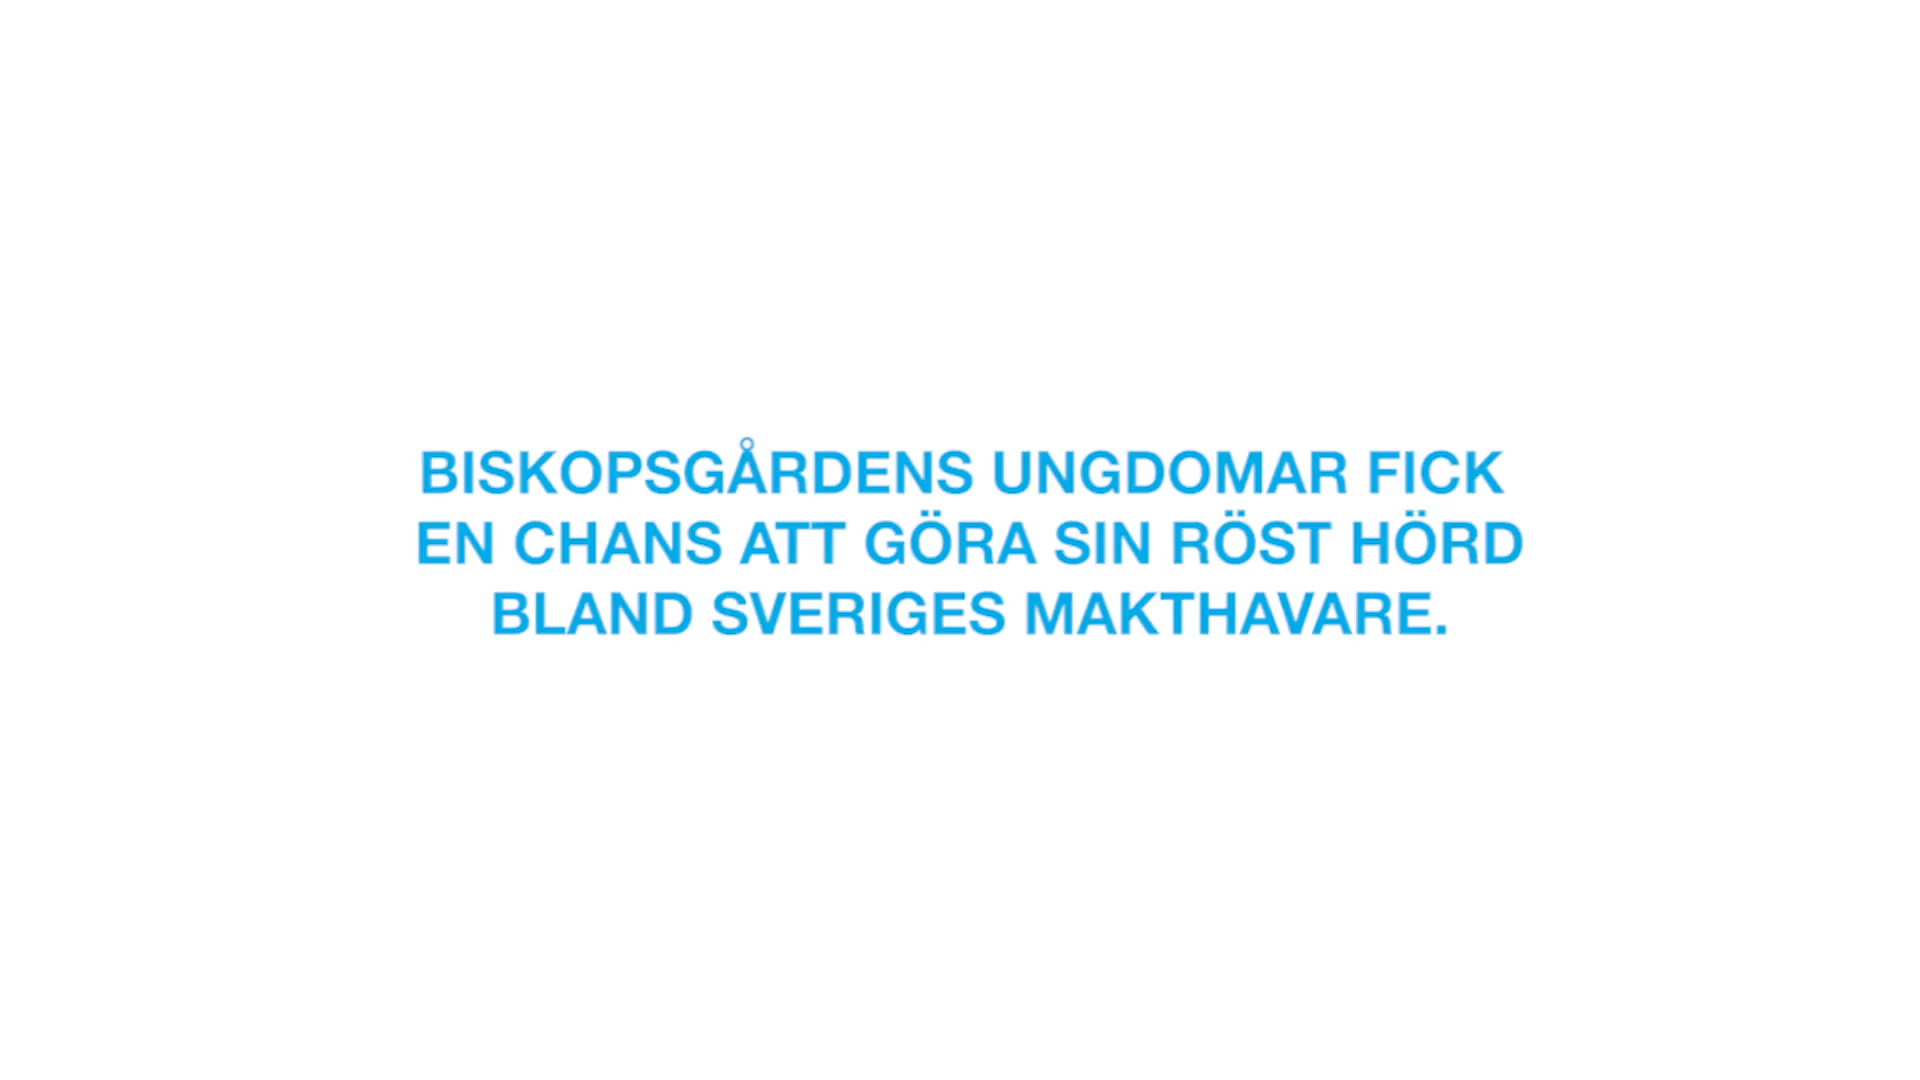 BISKOPSGÅRDENS UNGDOMAR FICK
EN CHANS ATT GÖRA SIN RÖST HÖRD
BLAND SVERIGES MAKTHAVARE.